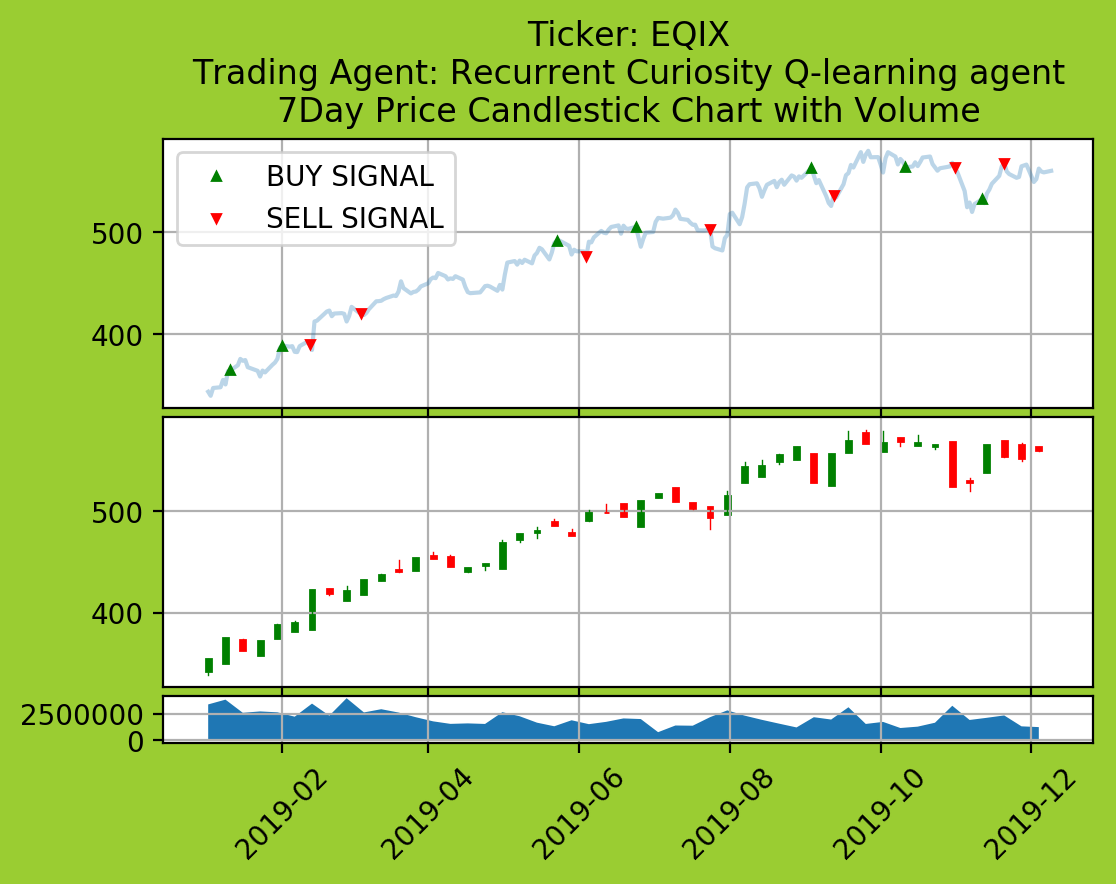 Ticker: EQIX
Trading Agent: Recurrent Curiosity Q-learning agent
7Day Price Candlestick Chart with Volume
BUY SIGNAL
SELL SIGNAL
500
400
500
400
2500000
0
2019-02
2019-04
2019-06
2019-08
2019-10
2019-12